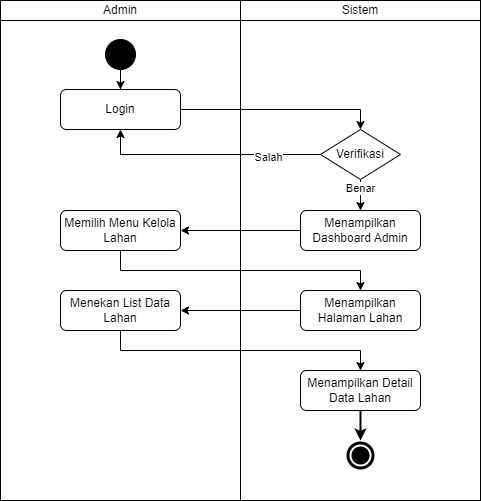 Admin
Sistem
Login
Verifikasi
Salah
Benar
Memilih Menu Kelola
Lahan
Menampilkan
Dashboard Admin
Menekan List Data
Lahan
Menampilkan
Halaman Lahan
Menampilkan Detail
Data Lahan